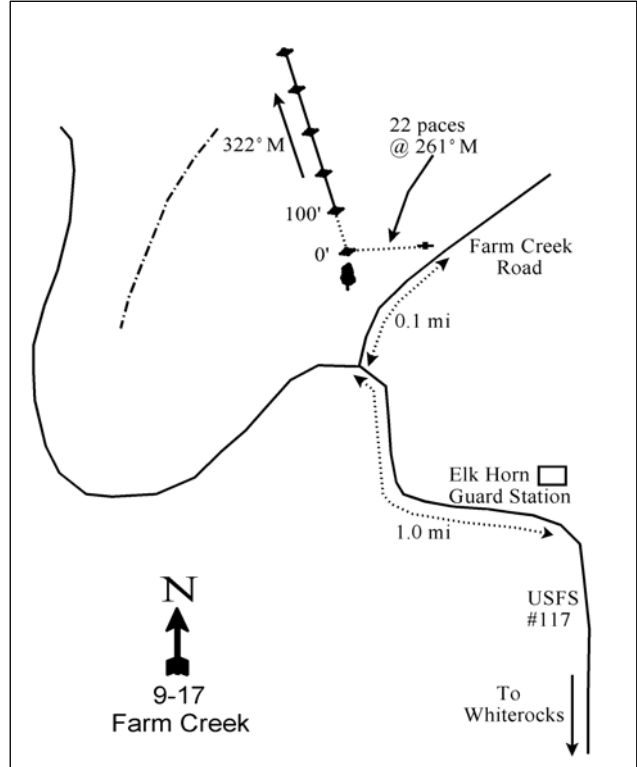 22 paces
@ 261° M
322° M
100'
0'
Farm Creek
Road
0.1 mi
Elk Horn
Guard Station
1.0 mi
USFS
#117
N
9-17
Farm Creek
To
Whiterocks